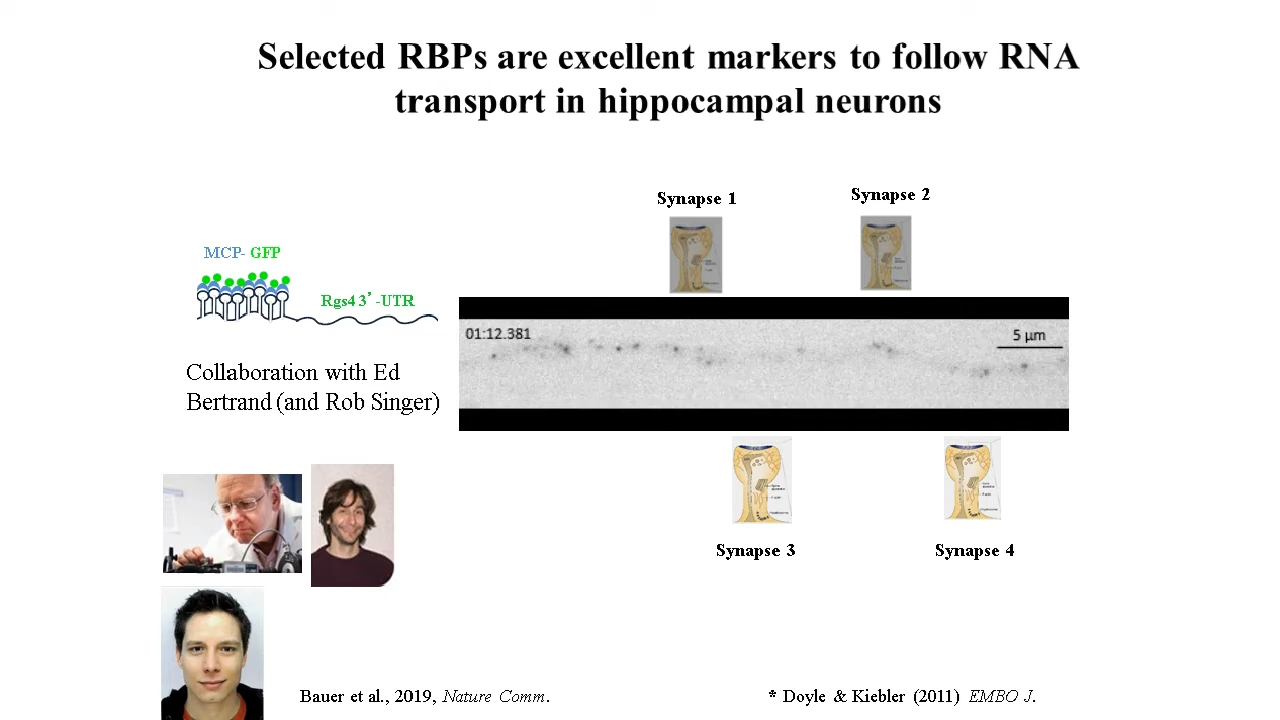 Selected RBPs are excellent markers to follow RNA
transport in hippocampal neurons
Synapse 1
Synapse 2
MCP- GFP
Rgs4 3’-UTR
01:12.381
5 μm
Collaboration with Ed
Bertrand (and Rob Singer)
Synapse 3
Synapse 4
Bauer et al., 2019, Nature Comm.
* Doyle & Kiebler (2011) EMBO J.